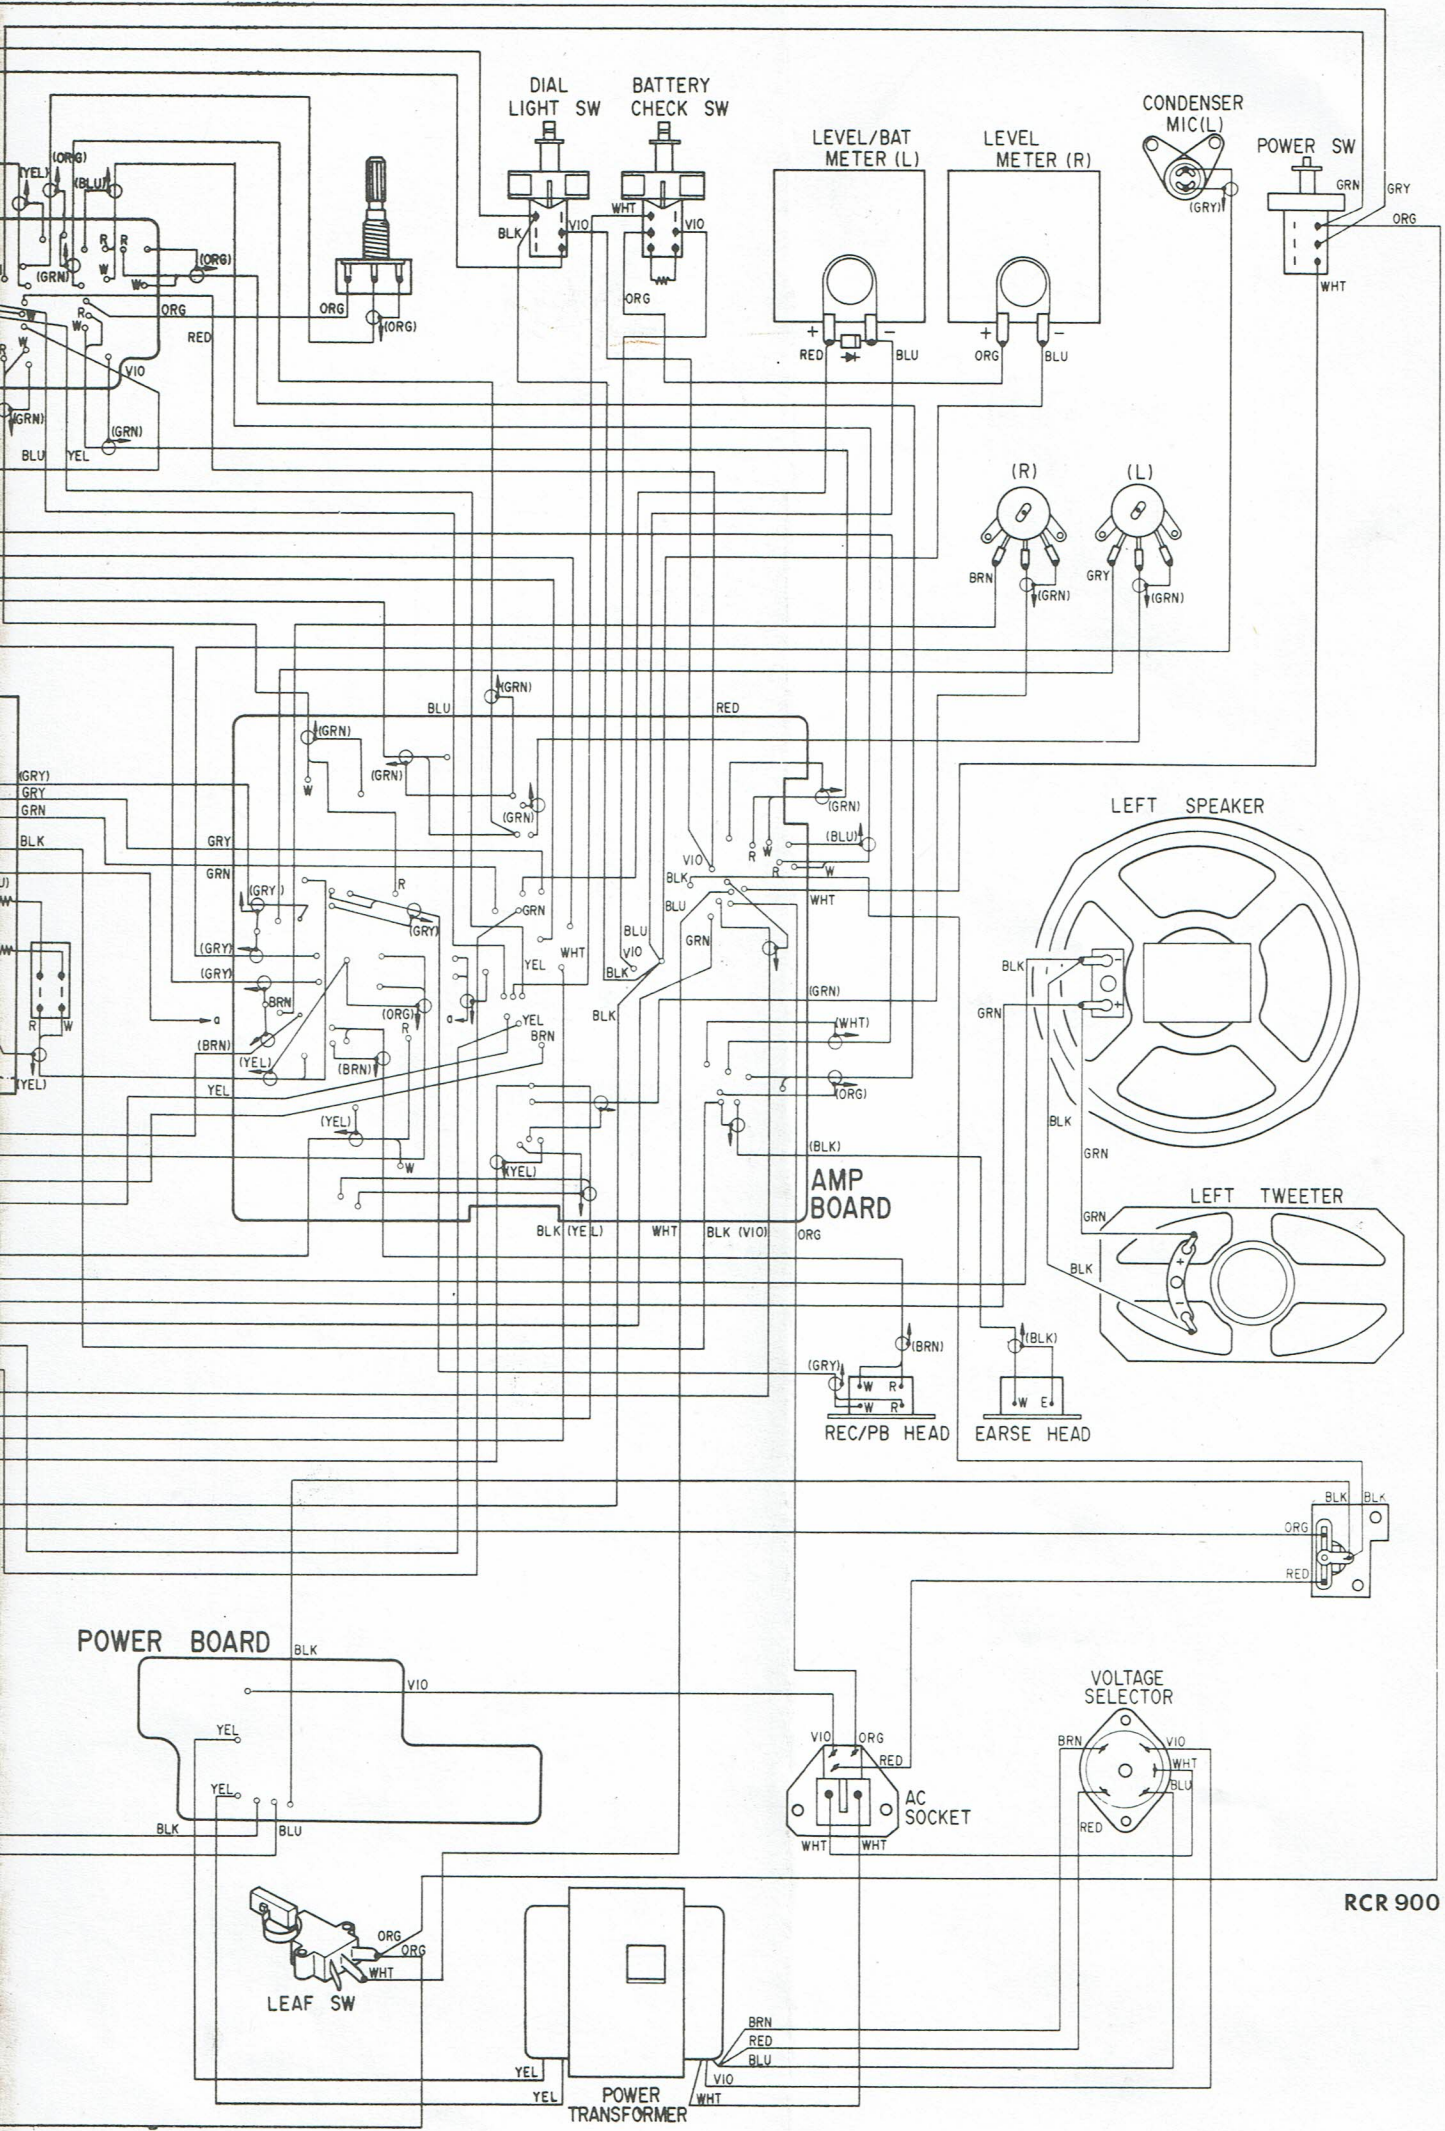 DIAL
LIGHT SW
BATTERY
CHECK SW
LEVEL/BAT
METER (L)
LEVEL
METER (R)
CONDENSER
MIC(L)
POWER SW
GRN
GRY
ORG
WHT
(GRY)
(ORG)
(YEL)
(BLU)
BLK
VIO
WHT
VIO
R R
W
(GRN)
W
(ORG)
ORG
W
R
W
ORG
RED
(ORG)
+
-
RED
BLU
+
-
ORG
BLU
W
R
VIO
(GRN)
(GRN)
BLU
YEL
(R)
(L)
BRN
(GRN)
GRY
(GRN)
(GRN)
BLU
RED
(GRN)
(GRN)
W
(GRN)
(GRN)
(GRY)
GRY
GRN
BLK
GRY
GRN
(GRY)
R
(GRY)
(GRY)
(GRY)
BRN
(ORG)
R
a
a
(BRN)
(YEL)
(BRN)
YEL
(YEL)
W
R
W
(YEL)
GRN
WHT
YEL
YEL
BRN
(YEL)
BLU
VIO
BLK
BLK
VIO
BLK
BLU
GRN
R
W
(BLU)
R
W
WHT
(GRN)
(WHT)
(ORG)
(BLK)
AMP
BOARD
BLK (YEL)
WHT
BLK (VIO)
ORG
LEFT SPEAKER
BLK
-
GRN
+
BLK
GRN
LEFT TWEETER
GRN
BLK
+
-
(BRN)
(GRY)
W R
W R
REC/PB HEAD
(BLK)
W E
EARSE HEAD
BLK
BLK
ORG
RED
POWER BOARD
BLK
VIO
YEL
YEL
BLK
BLU
VIO
ORG
RED
AC
SOCKET
WHT
WHT
VOLTAGE
SELECTOR
BRN
VIO
WHT
BLU
RED
RCR 900
ORG
ORG
WHT
LEAF SW
BRN
RED
BLU
VIO
WHT
YEL
YEL
POWER
TRANSFORMER